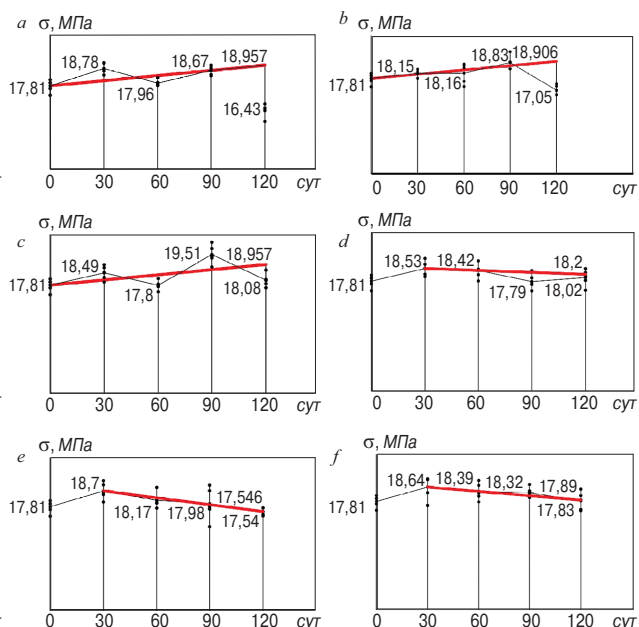 a σ, МПа
18,78 18,67 18,957
17,81
17,96
16,43
0 30 60 90 120 сут
b σ, МПа
18,15 18,83 18,906
17,81
18,16 17,05
0 30 60 90 120 сут
c σ, МПа
19,51
18,49 18,957
17,81
17,8 18,08
0 30 60 90 120 сут
d σ, МПа
18,53 18,42 18,2
17,81
17,79 18,02
0 30 60 90 120 сут
e σ, МПа
18,7
17,546
17,81
18,17 17,98 17,54
0 30 60 90 120 сут
f σ, МПа
18,64 18,39 18,32 17,89
17,81
17,83
0 30 60 90 120 сут